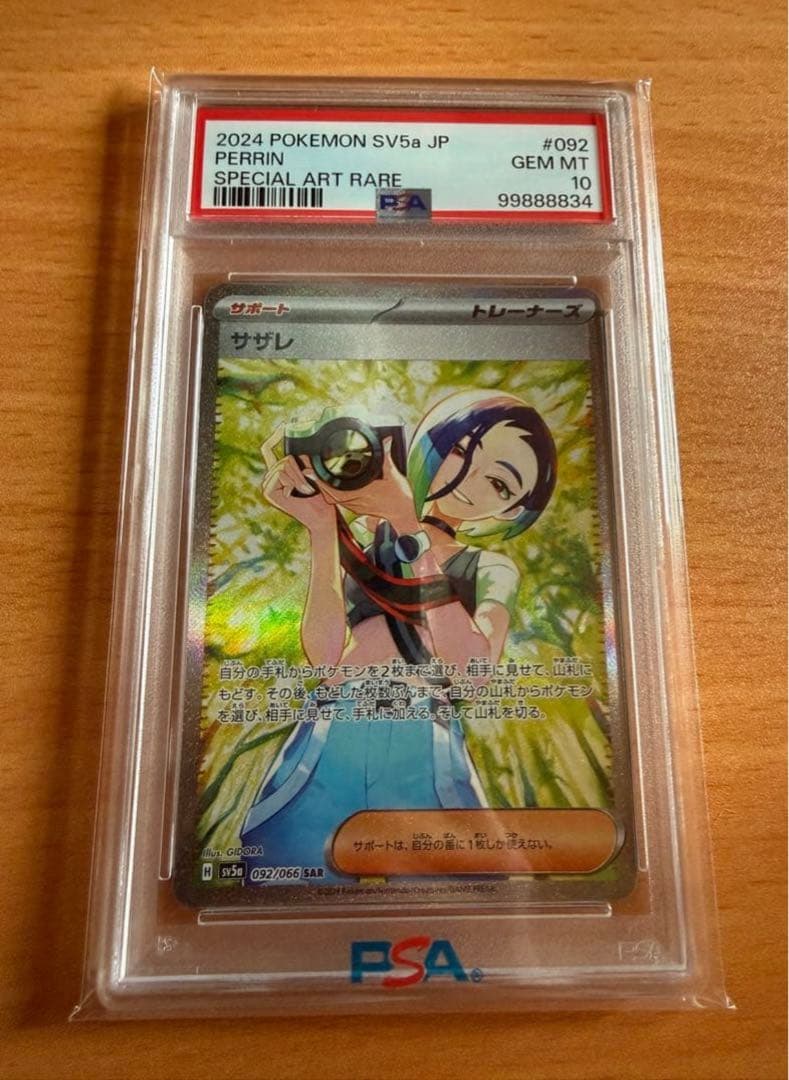 2024 POKEMON SV5a JP #092
PERRIN GEM MT
SPECIAL ART RARE 10
PSA 99888834
サポート トレーナーズ
サザレ
自分の手札からポケモンを2枚まで選び、相手に見せて、山札に
もどす。その後、もどした枚数ぶんまで、自分の山札からポケモン
を選び、相手に見せて、手札に加える。そして山札を切る。
サポートは、自分の番に1枚しか使えない。
Illus. GIDORA
H sv5a 092/066 SAR
©2024 Pokémon/Nintendo/Creatures/GAME FREAK.
PSA